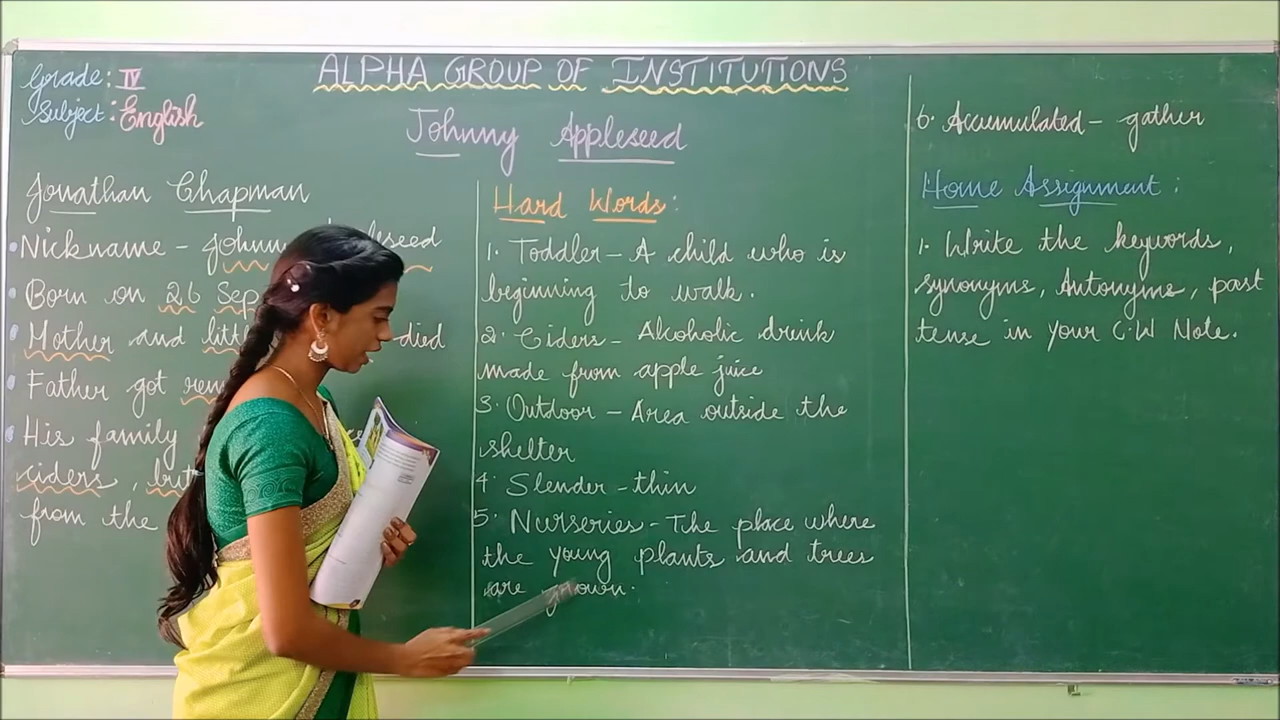 Grade: IV
Subject: English
ALPHA GROUP OF INSTITUTIONS
Johnny Appleseed
Jonathan Chapman
Nickname - Johnny
Born on 26 Sep
Mother and died
Father got
His family
ciders, but
from the
Hard Words:
1. Toddler - A child who is
beginning to walk.
2. Ciders - Alcoholic drink
made from apple juice
3. Outdoor - Area outside the
shelter
4. Slender - thin
5. Nurseries - The place where
the young plants and trees
are grown.
6. Accumulated - gather
Home Assignment:
1. Write the keywords,
synonyms, Antonyms, past
tense in your C.W Note.